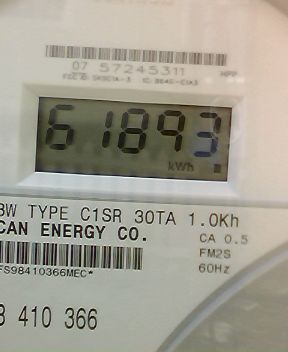 07 57245311
61893
kWh
3W TYPE C1SR 30TA 1.0Kh
CAN ENERGY CO.
CA 0.5
FM2S
FS98410366MEC*
60Hz
410 366